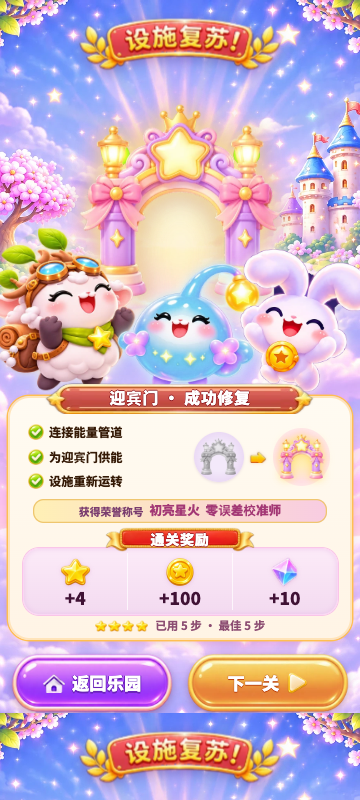 设施复苏!
迎宾门 · 成功修复
连接能量管道
为迎宾门供能
设施重新运转
获得荣誉称号 初亮星火 零误差校准师
通关奖励
+4 +100 +10
已用 5 步 · 最佳 5 步
返回乐园 下一关
设施复苏!